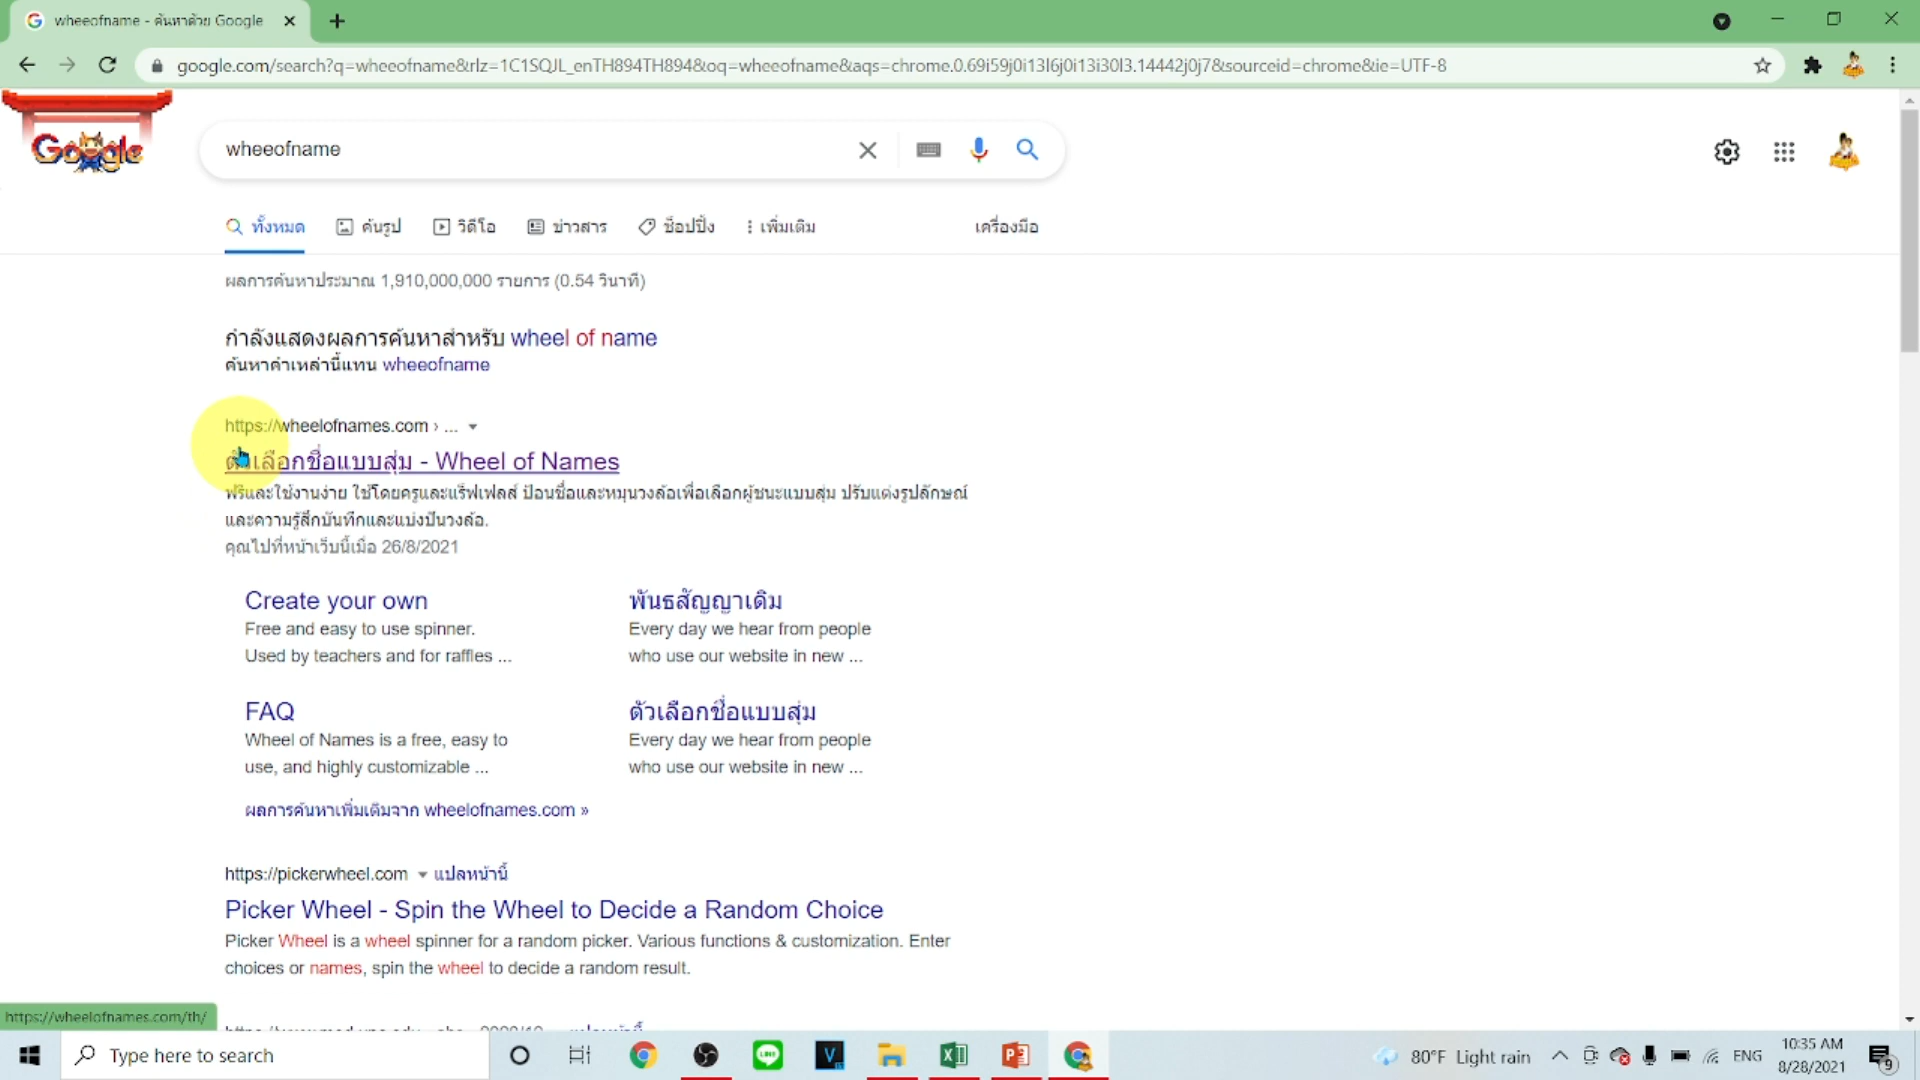 wheeofname - ค้นหาด้วย Google
google.com/search?q=wheeofname&rlz=1C1SQJL_enTH894TH894&oq=wheeofname&aqs=chrome.0.69i59j0i13l6j0i13i30l3.14442j0j7&sourceid=chrome&ie=UTF-8
Google
wheeofname
ทั้งหมด ค้นรูป วิดีโอ ข่าวสาร ช็อปปิ้ง เพิ่มเติม เครื่องมือ
ผลการค้นหาประมาณ 1,910,000,000 รายการ (0.54 วินาที)
กำลังแสดงผลการค้นหาสำหรับ wheel of name
ค้นหาคำเหล่านี้แทน wheeofname
https://wheelofnames.com › ...
ตัวเลือกชื่อแบบสุ่ม - Wheel of Names
ฟรีและใช้งานง่าย ใช้โดยครูและแร็ฟเฟลส์ ป้อนชื่อและหมุนวงล้อเพื่อเลือกผู้ชนะแบบสุ่ม ปรับแต่งรูปลักษณ์
และความรู้สึกบันทึกและแบ่งปันวงล้อ.
คุณไปที่หน้าเว็บนี้เมื่อ 26/8/2021
Create your own
Free and easy to use spinner.
Used by teachers and for raffles ...
พันธสัญญาเดิม
Every day we hear from people
who use our website in new ...
FAQ
Wheel of Names is a free, easy to
use, and highly customizable ...
ตัวเลือกชื่อแบบสุ่ม
Every day we hear from people
who use our website in new ...
ผลการค้นหาเพิ่มเติมจาก wheelofnames.com »
https://pickerwheel.com แปลหน้านี้
Picker Wheel - Spin the Wheel to Decide a Random Choice
Picker Wheel is a wheel spinner for a random picker. Various functions & customization. Enter
choices or names, spin the wheel to decide a random result.
https://wheelofnames.com/th/
Type here to search
80°F Light rain ENG
10:35 AM
8/28/2021
9